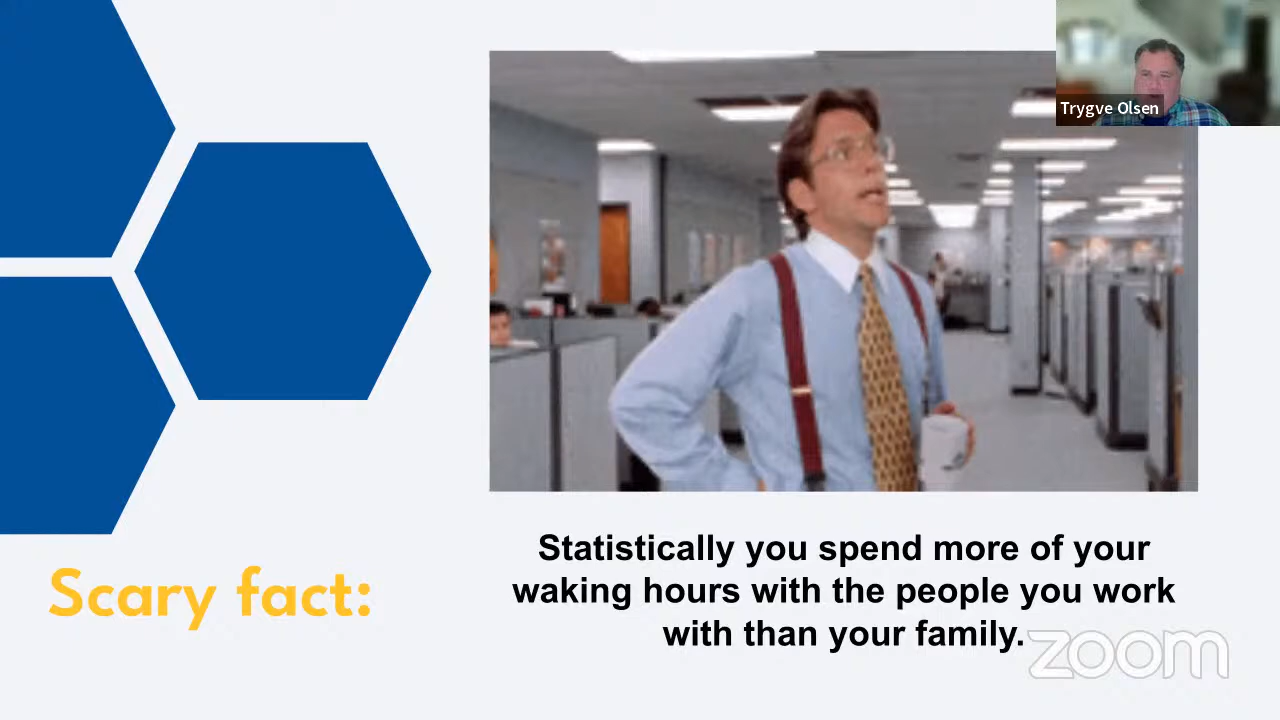 Trygve Olsen
Scary fact:
Statistically you spend more of your
waking hours with the people you work
with than your family.
zoom